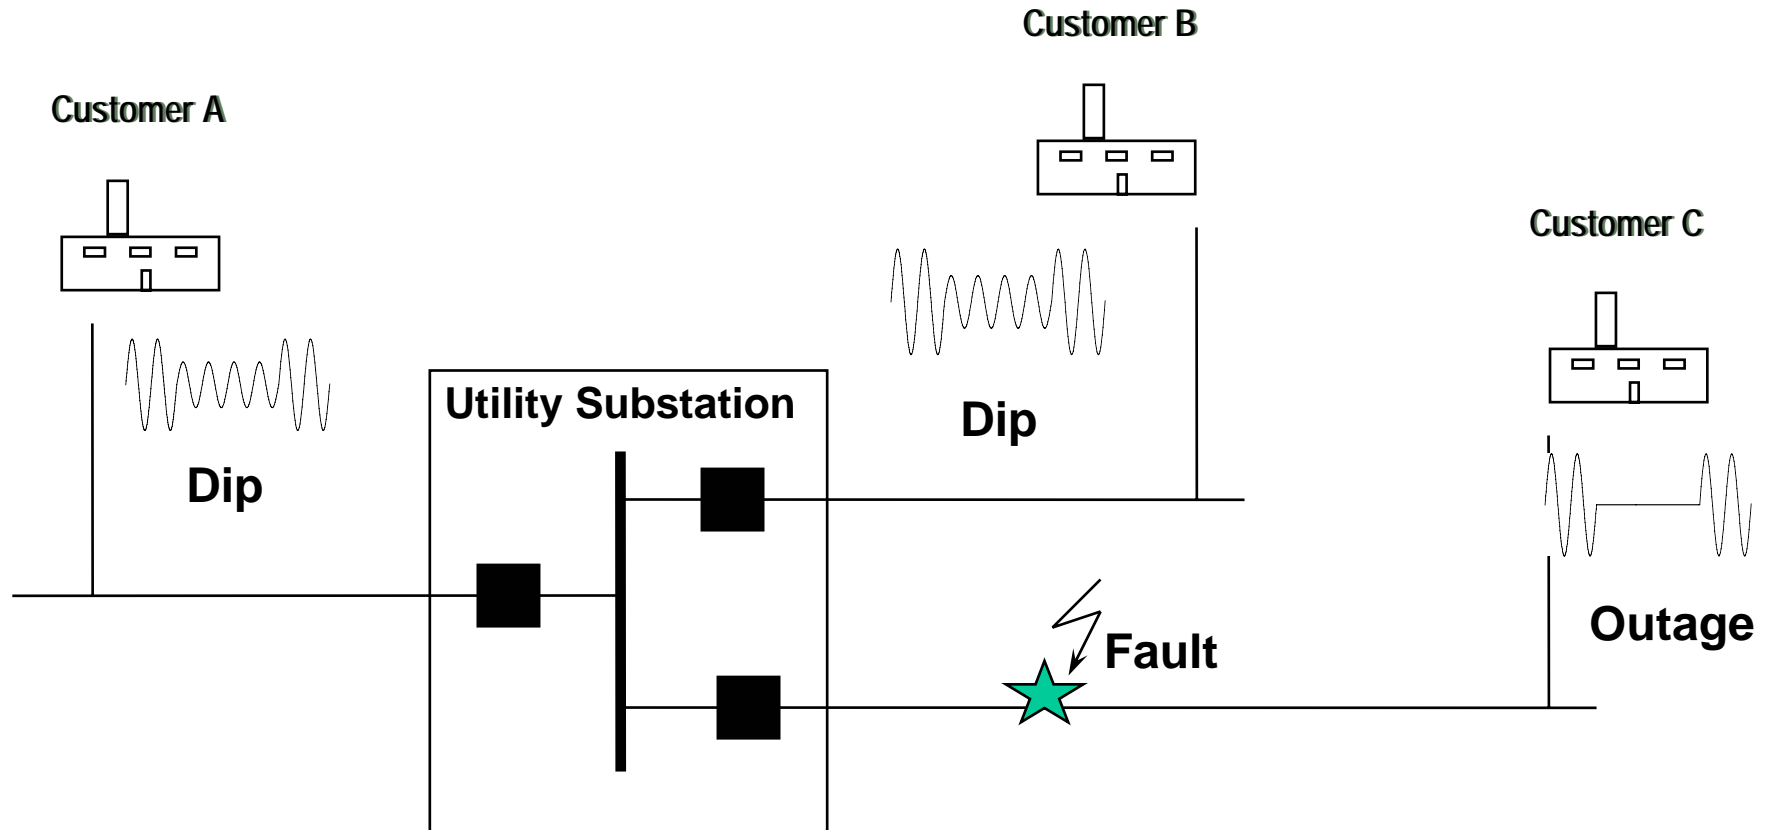 Customer B
Customer A
Customer C
Utility Substation
Dip
Dip
Outage
Fault